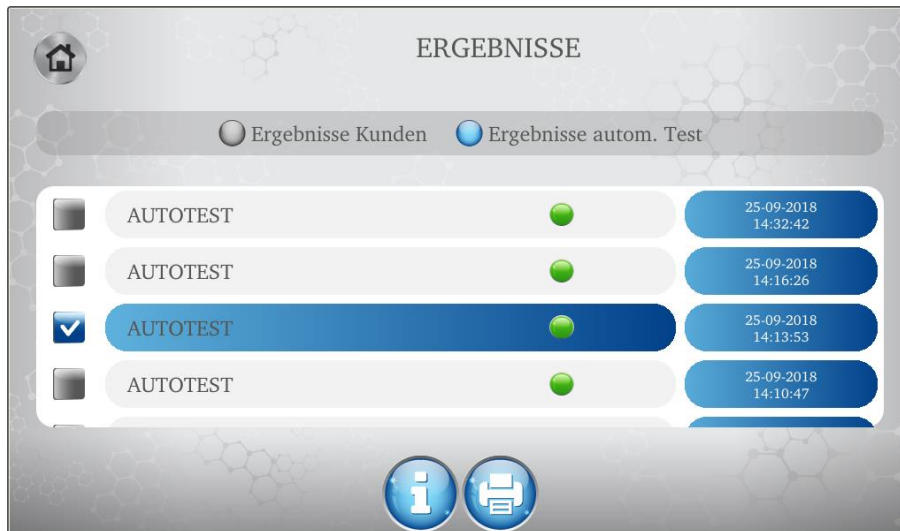 ERGEBNISSE
Ergebnisse Kunden Ergebnisse autom. Test
AUTOTEST
25-09-2018
14:32:42
AUTOTEST
25-09-2018
14:16:26
AUTOTEST
25-09-2018
14:13:53
AUTOTEST
25-09-2018
14:10:47